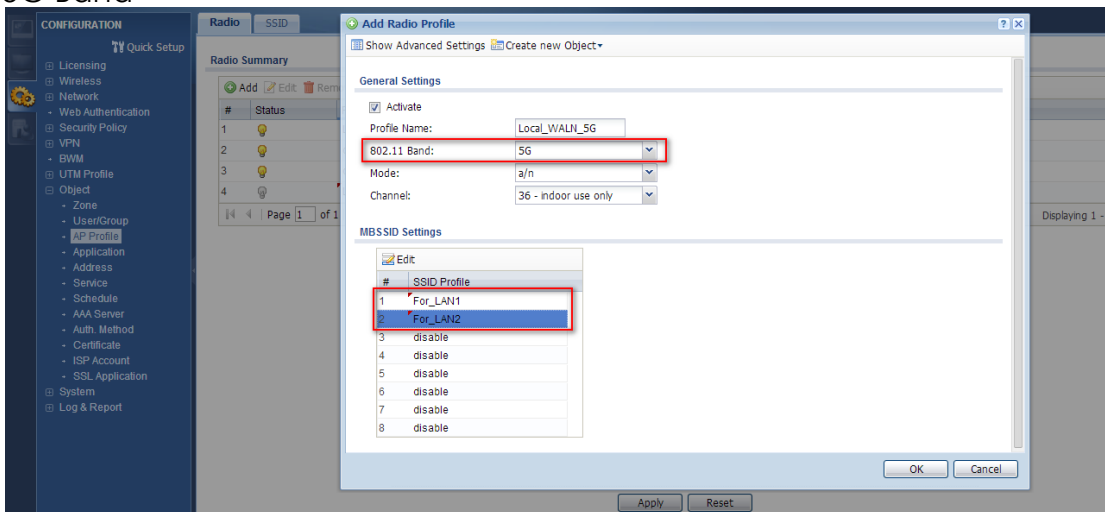 5G Band
CONFIGURATION
Quick Setup
Licensing
Wireless
Network
Web Authentication
Security Policy
VPN
BWM
UTM Profile
Object
Zone
User/Group
AP Profile
Application
Address
Service
Schedule
AAA Server
Auth. Method
Certificate
ISP Account
SSL Application
System
Log & Report
Radio SSID
Radio Summary
Add Edit Rem
# Status
1
2
3
4
Page 1 of 1
Displaying 1 -
Add Radio Profile
Show Advanced Settings Create new Object
General Settings
Activate
Profile Name: Local_WALN_5G
802.11 Band: 5G
Mode: a/n
Channel: 36 - indoor use only
MBSSID Settings
Edit
# SSID Profile
1 For_LAN1
2 For_LAN2
3 disable
4 disable
5 disable
6 disable
7 disable
8 disable
OK Cancel
Apply Reset